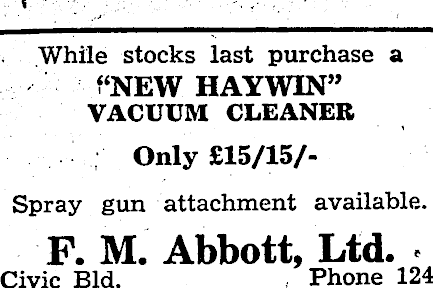 While stocks last purchase a
"NEW HAYWIN"
VACUUM CLEANER
Only £15/15/-
Spray gun attachment available.
F. M. Abbott, Ltd.
Civic Bld. Phone 124